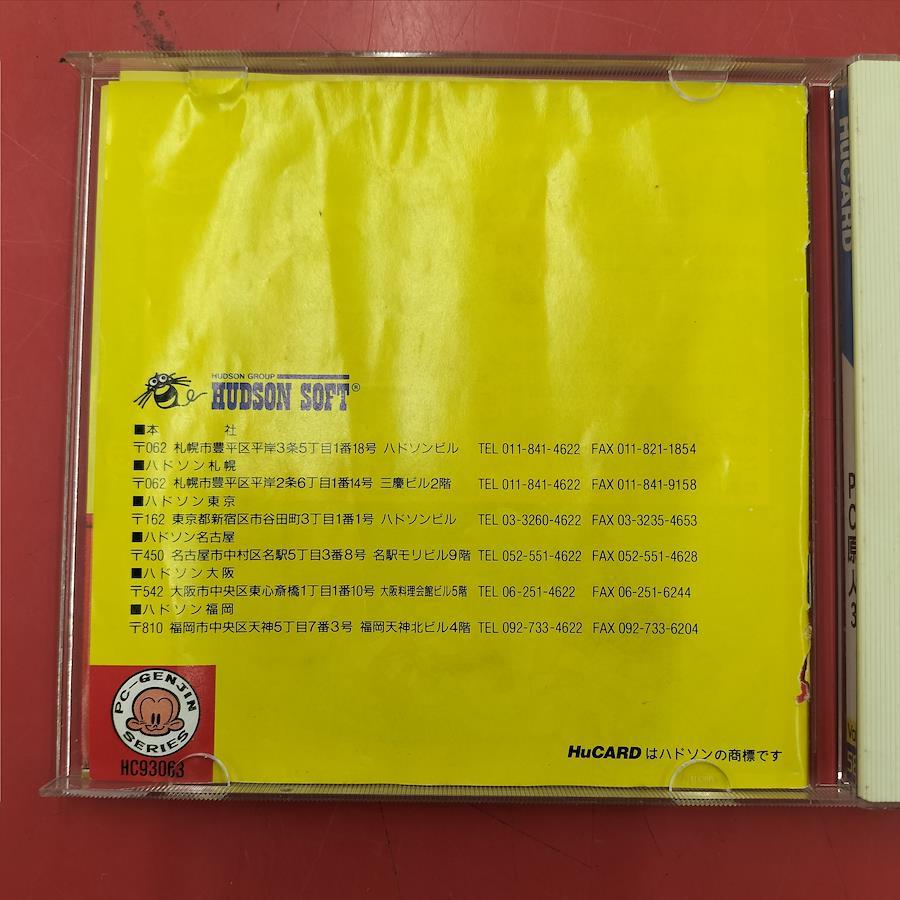 HUDSON GROUP
HUDSON SOFT®
■本 社
〒062 札幌市豊平区平岸3条5丁目1番18号 ハドソンビル TEL 011-841-4622 FAX 011-821-1854
■ハドソン札幌
〒062 札幌市豊平区平岸2条6丁目1番14号 三慶ビル2階 TEL 011-841-4622 FAX 011-841-9158
■ハドソン東京
〒162 東京都新宿区市谷田町3丁目1番1号 ハドソンビル TEL 03-3260-4622 FAX 03-3235-4653
■ハドソン名古屋
〒450 名古屋市中村区名駅5丁目3番8号 名駅モリビル9階 TEL 052-551-4622 FAX 052-551-4628
■ハドソン大阪
〒542 大阪市中央区東心斎橋1丁目1番10号 大阪料理会館ビル5階 TEL 06-251-4622 FAX 06-251-6244
■ハドソン福岡
〒810 福岡市中央区天神5丁目7番3号 福岡天神北ビル4階 TEL 092-733-4622 FAX 092-733-6204
PC-GENJIN
SERIES
HC93063
HuCARD はハドソンの商標です
HuCARD
PC原人3